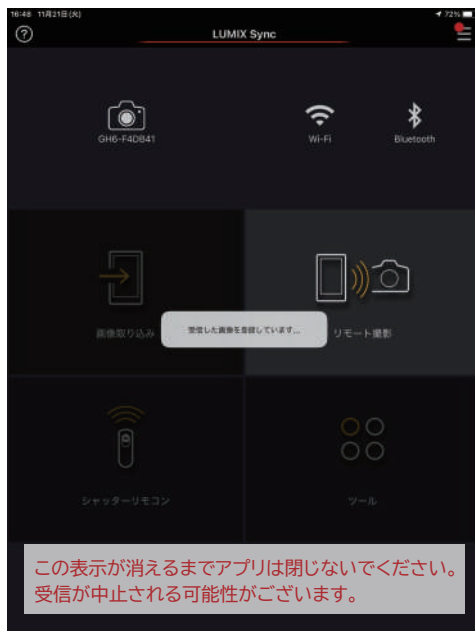 16:48 11月21日(火)
72%
LUMIX Sync
GH6-F4DB41
Wi-Fi
Bluetooth
画像取り込み
受信した画像を登録しています...
リモート撮影
シャッターリモコン
ツール
この表示が消えるまでアプリは閉じないでください。
受信が中止される可能性がございます。